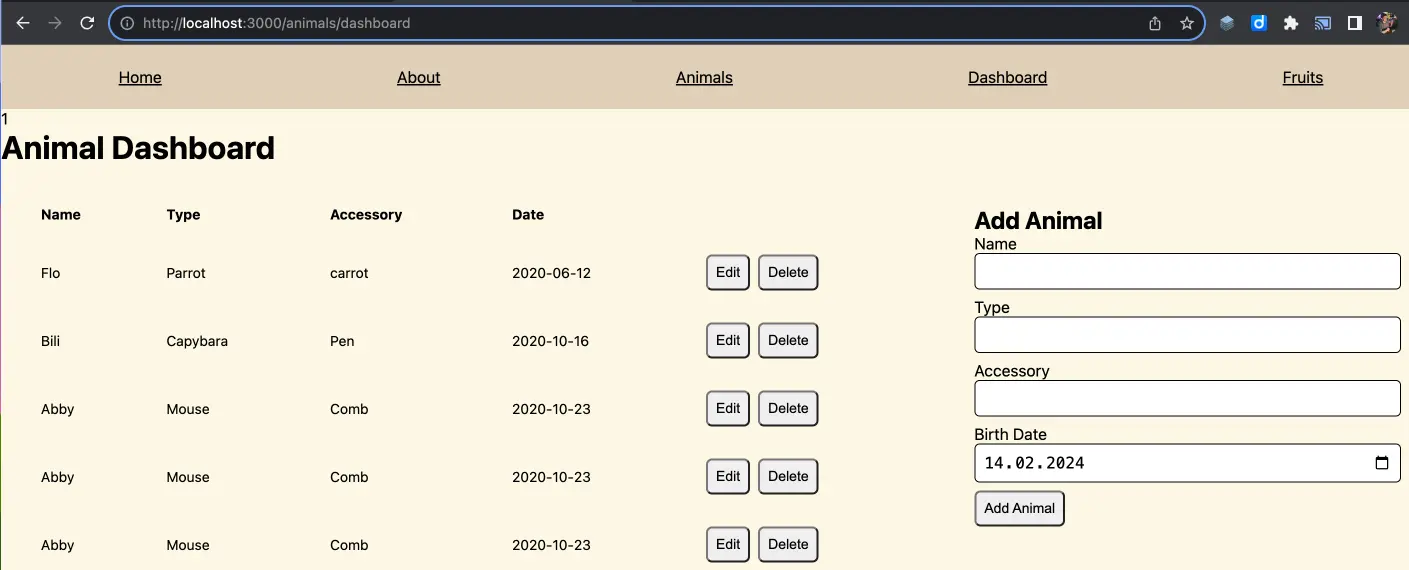 http://localhost:3000/animals/dashboard
Home About Animals Dashboard Fruits
1
Animal Dashboard
Name Type Accessory Date
Flo Parrot carrot 2020-06-12 Edit Delete
Bili Capybara Pen 2020-10-16 Edit Delete
Abby Mouse Comb 2020-10-23 Edit Delete
Abby Mouse Comb 2020-10-23 Edit Delete
Abby Mouse Comb 2020-10-23 Edit Delete
Add Animal
Name
Type
Accessory
Birth Date
14.02.2024
Add Animal